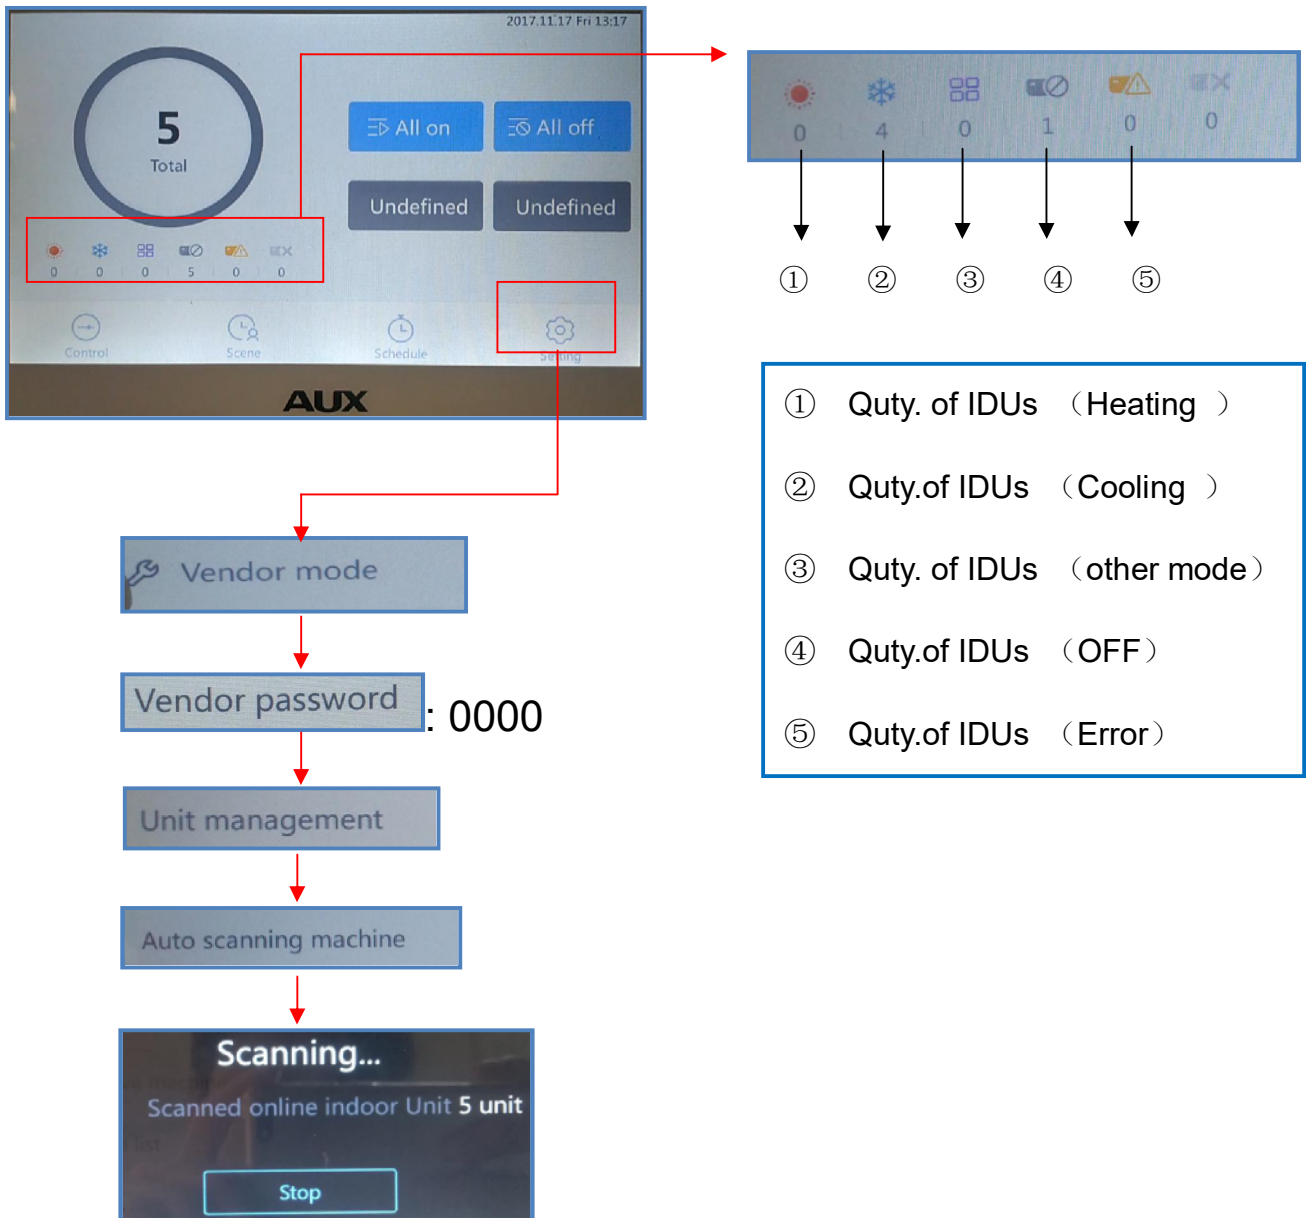 2017.11.17 Fri 13:17
5
Total
All on
All off
Undefined
Undefined
0 0 0 5 0 0
Control
Scene
Schedule
Setting
AUX
0 4 0 1 0 0
① ② ③ ④ ⑤
① Quty. of IDUs （Heating ）
② Quty.of IDUs （Cooling ）
③ Quty. of IDUs （other mode）
④ Quty.of IDUs （OFF）
⑤ Quty.of IDUs （Error）
Vendor mode
Vendor password : 0000
Unit management
Auto scanning machine
Scanning...
Scanned online indoor Unit 5 unit
list
Stop